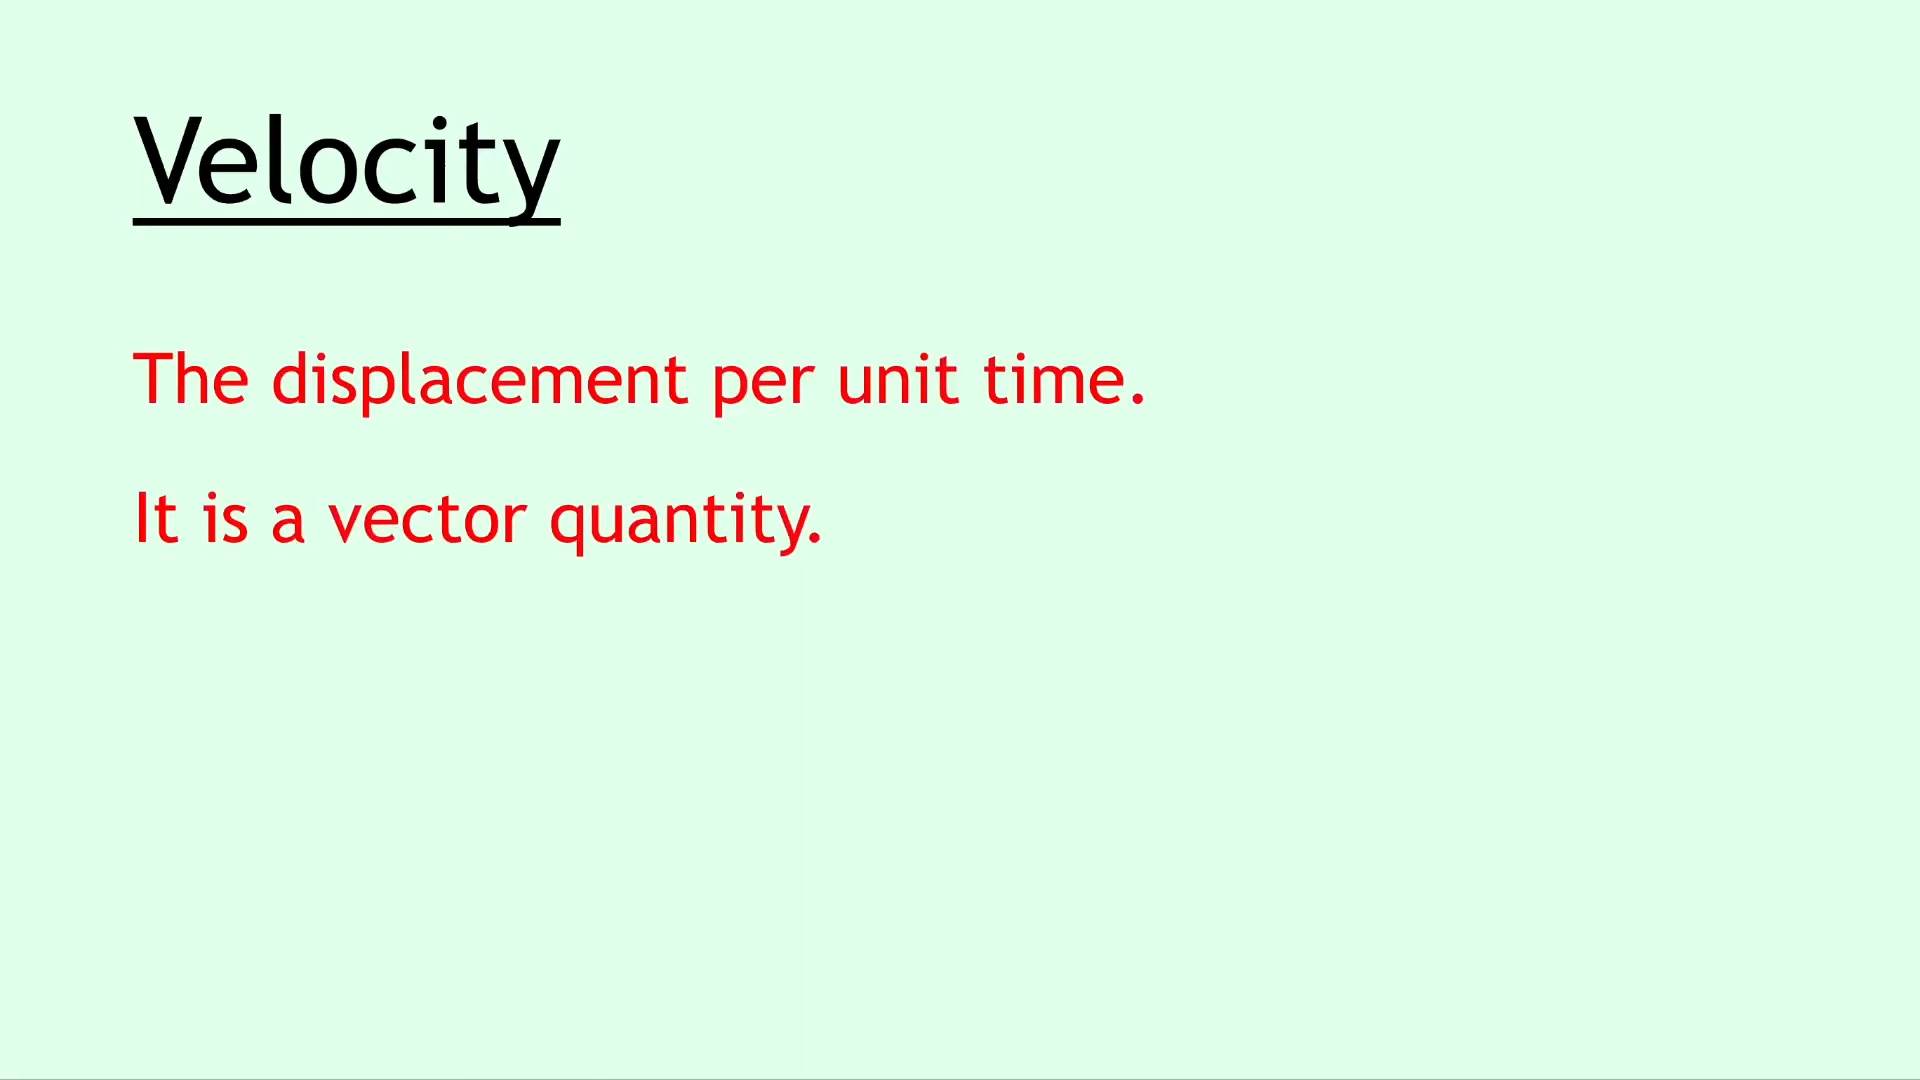 Velocity
The displacement per unit time.
It is a vector quantity.